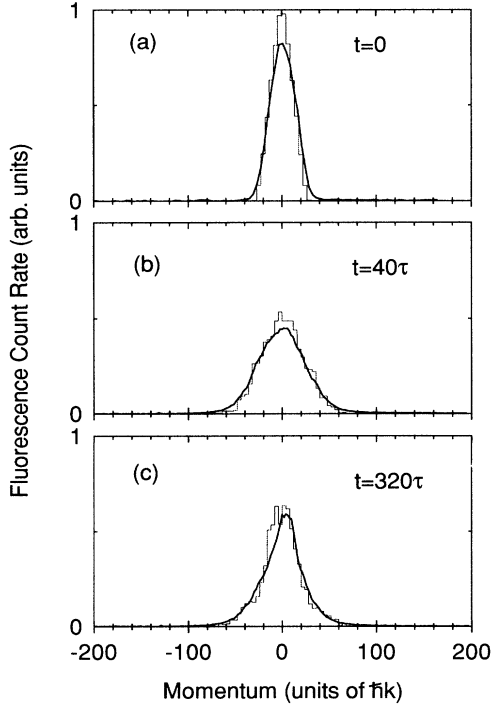 1
(a)
t=0
0
1
(b)
t=40τ
0
1
(c)
t=320τ
0
-200
-100
0
100
200
Momentum (units of ħk)
Fluorescence Count Rate (arb. units)